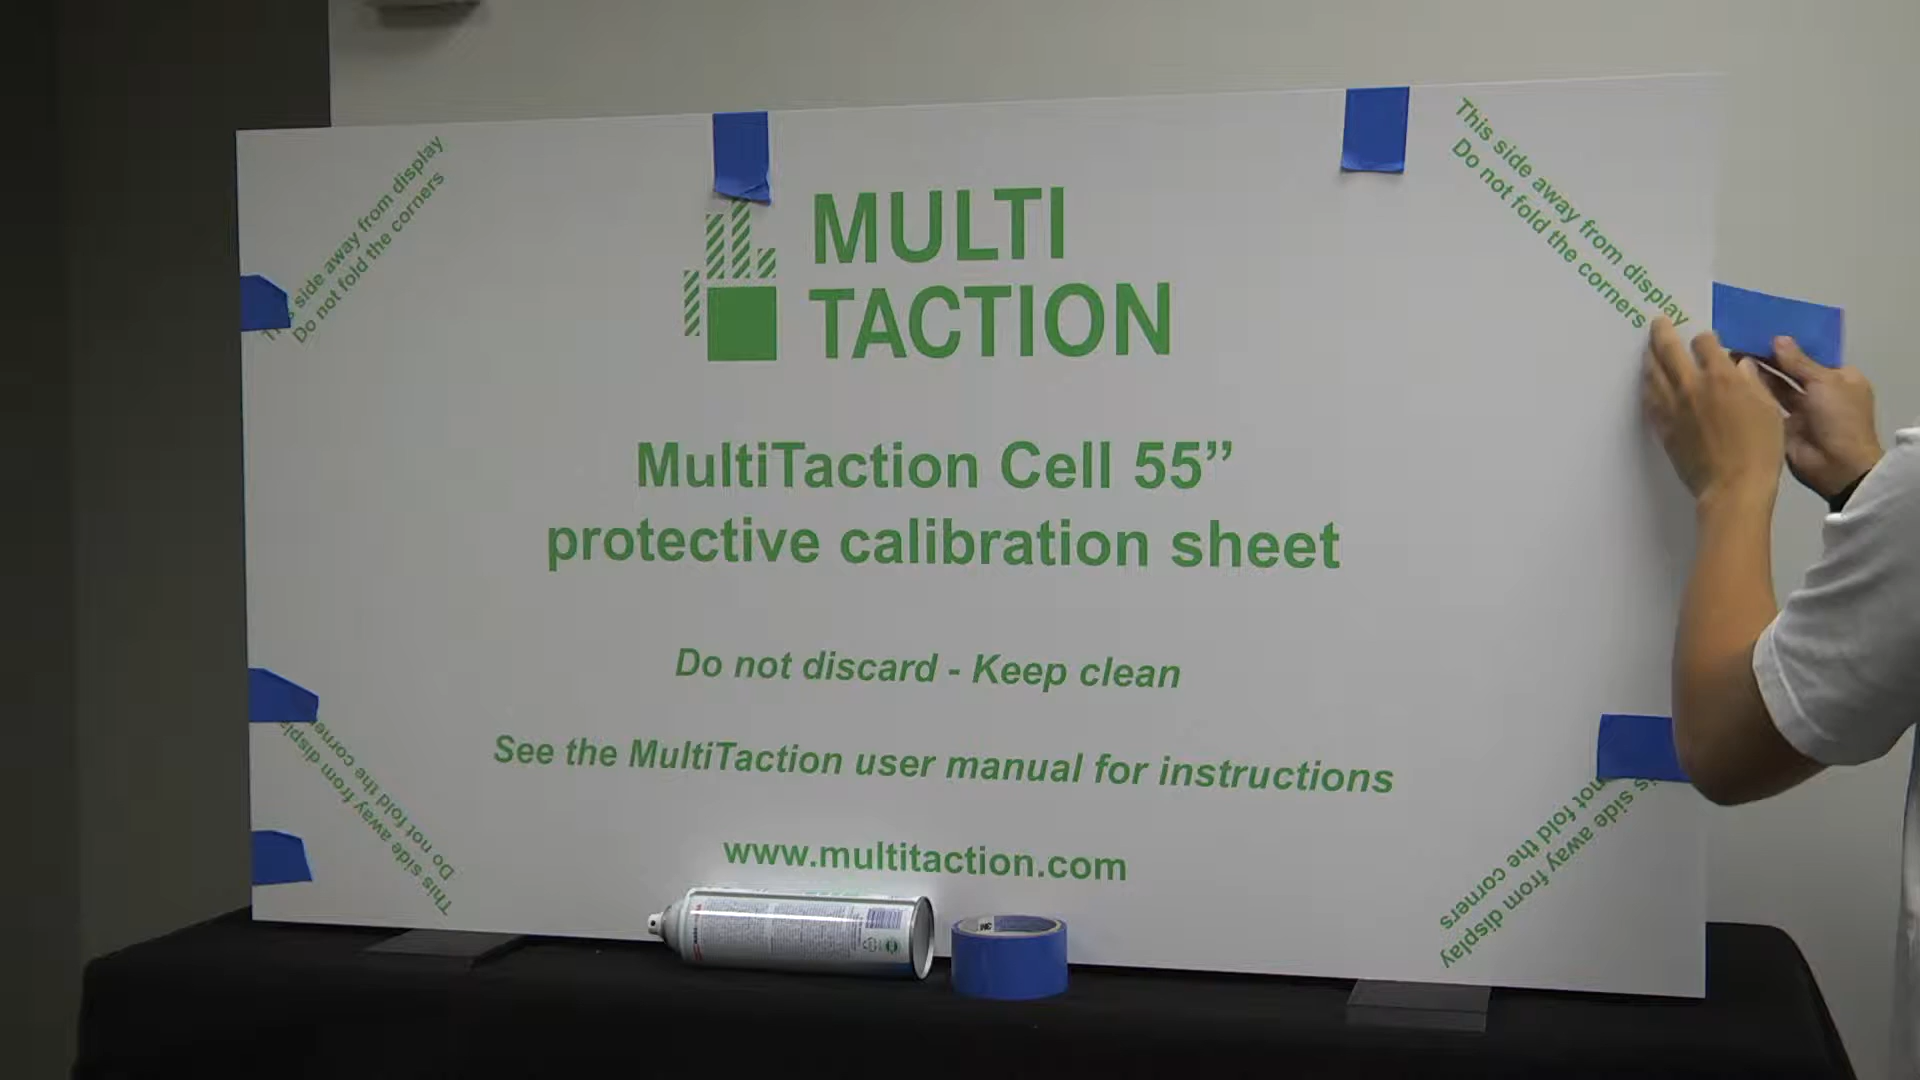 This side away from display
Do not fold the corners
This side away from display
Do not fold the corners
MULTI
TACTION
side away from display
MultiTaction Cell 55”
protective calibration sheet
Do not discard - Keep clean
See the MultiTaction user manual for instructions
www.multitaction.com
This side away from
Do not fold the
side away from display
not fold the corners